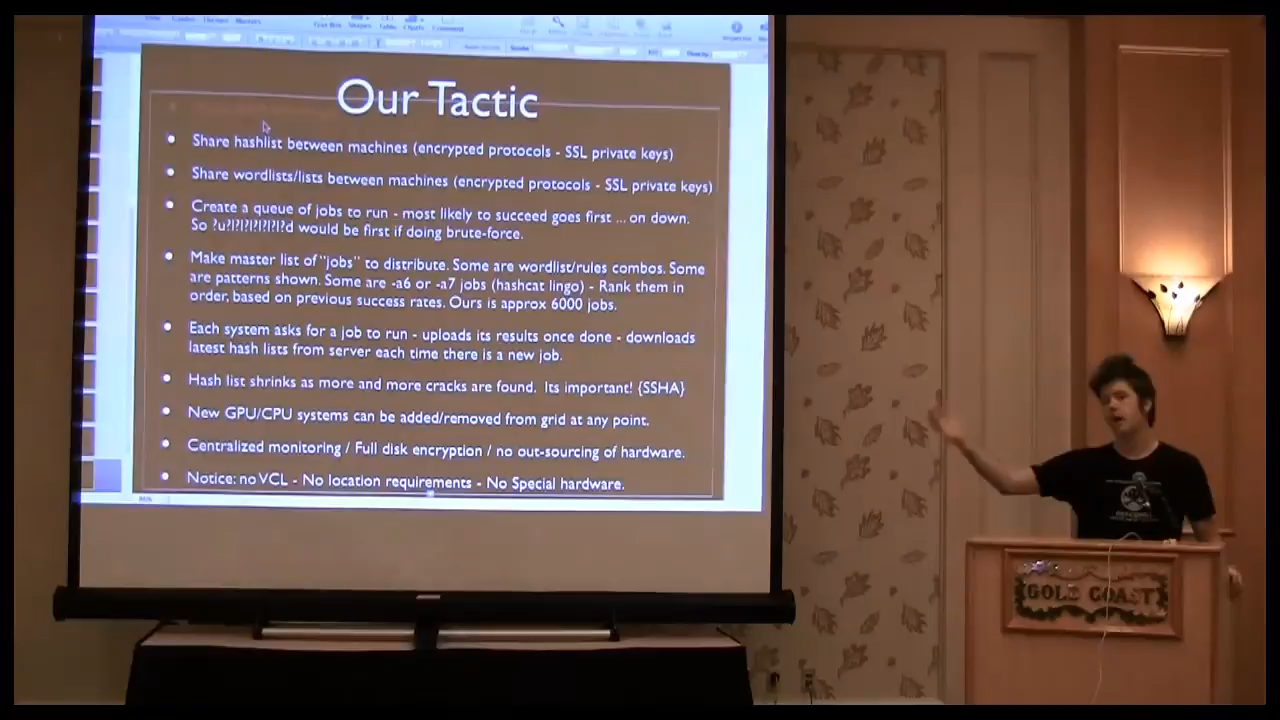 Our Tactic
Share hashlist between machines (encrypted protocols - SSL private keys)
Share wordlists/lists between machines (encrypted protocols - SSL private keys)
Create a queue of jobs to run - most likely to succeed goes first ... on down.
So ?u?l?l?l?l?l?l?d would be first if doing brute-force.
Make master list of "jobs" to distribute. Some are wordlist/rules combos. Some
are patterns shown. Some are -a6 or -a7 jobs (hashcat lingo) - Rank them in
order, based on previous success rates. Ours is approx 6000 jobs.
Each system asks for a job to run - uploads its results once done - downloads
latest hash lists from server each time there is a new job.
Hash list shrinks as more and more cracks are found. Its important! {SSHA}
New GPU/CPU systems can be added/removed from grid at any point.
Centralized monitoring / Full disk encryption / no out-sourcing of hardware.
Notice: no VCL - No location requirements - No Special hardware.
GOLD COAST